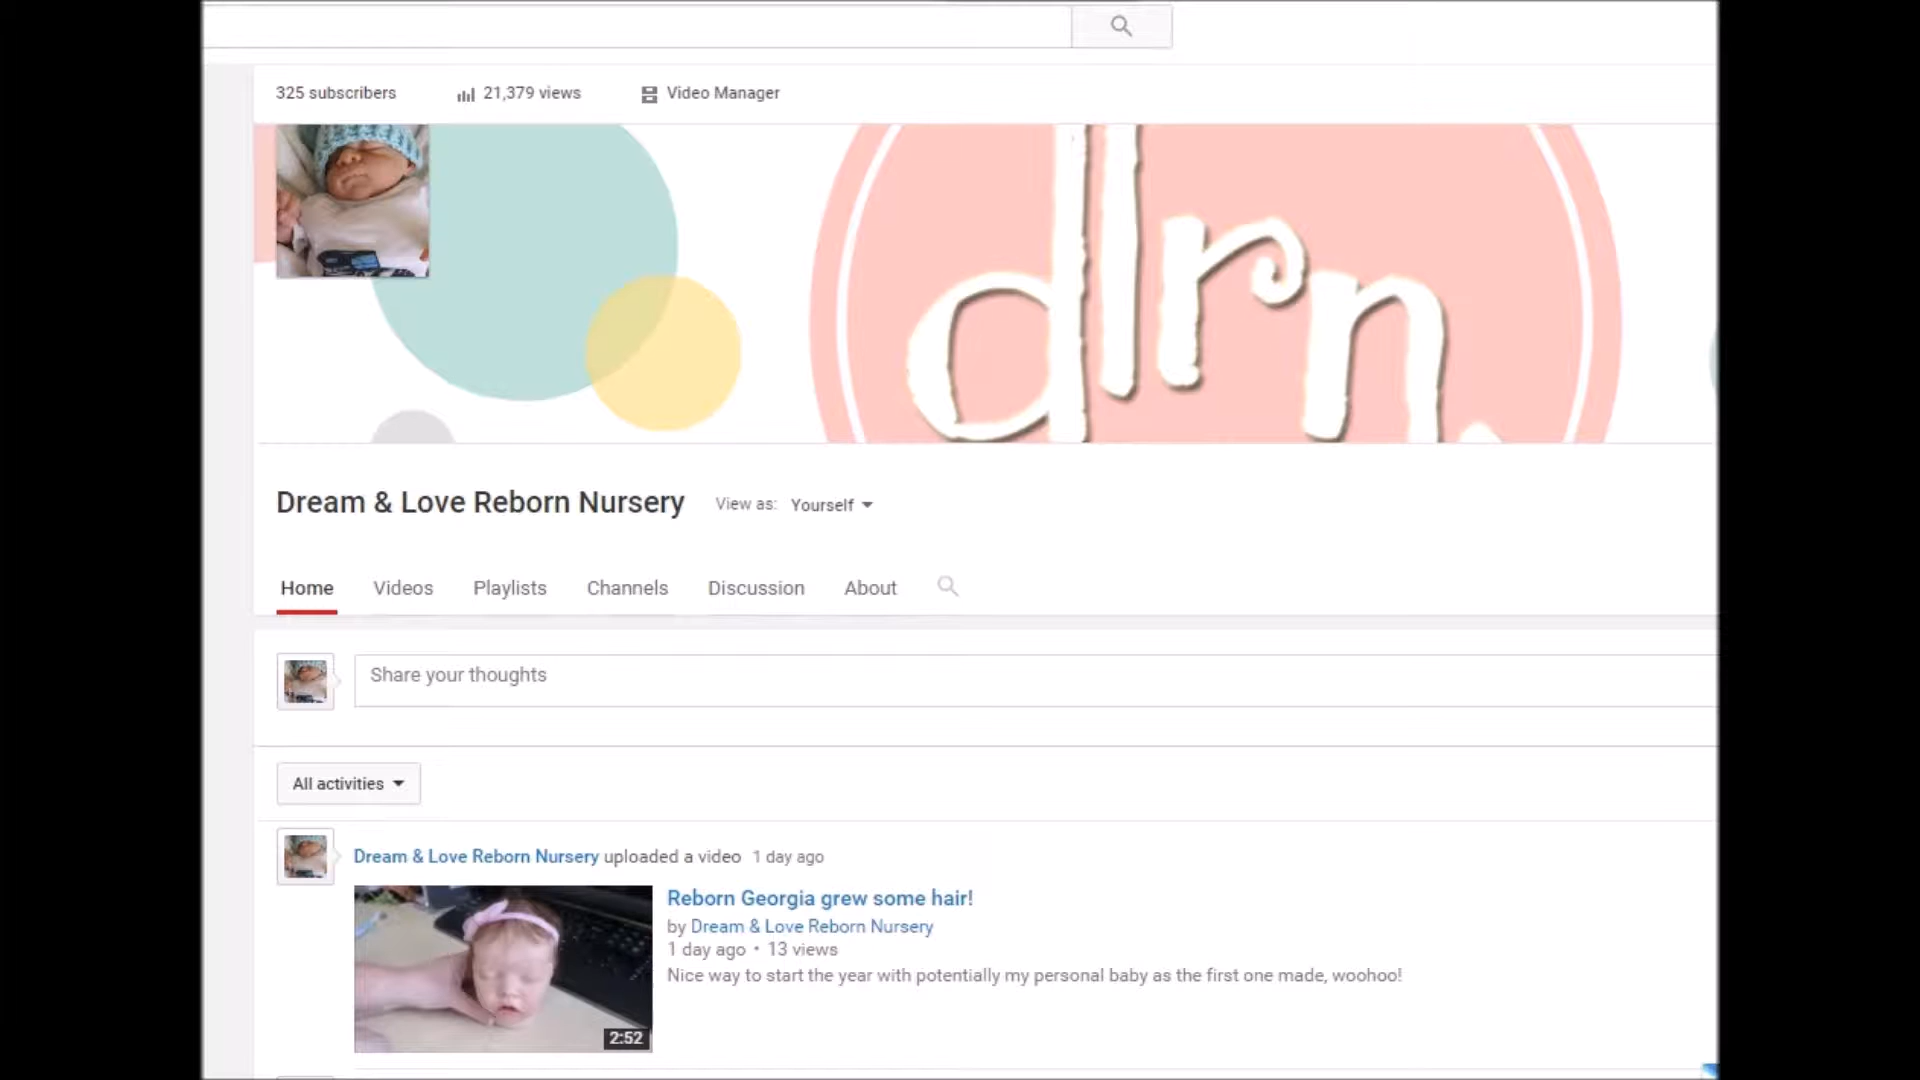 325 subscribers 21,379 views Video Manager
dlrn
Dream & Love Reborn Nursery View as: Yourself
Home Videos Playlists Channels Discussion About
Share your thoughts
All activities
Dream & Love Reborn Nursery uploaded a video 1 day ago
Reborn Georgia grew some hair!
by Dream & Love Reborn Nursery
1 day ago • 13 views
Nice way to start the year with potentially my personal baby as the first one made, woohoo!
2:52